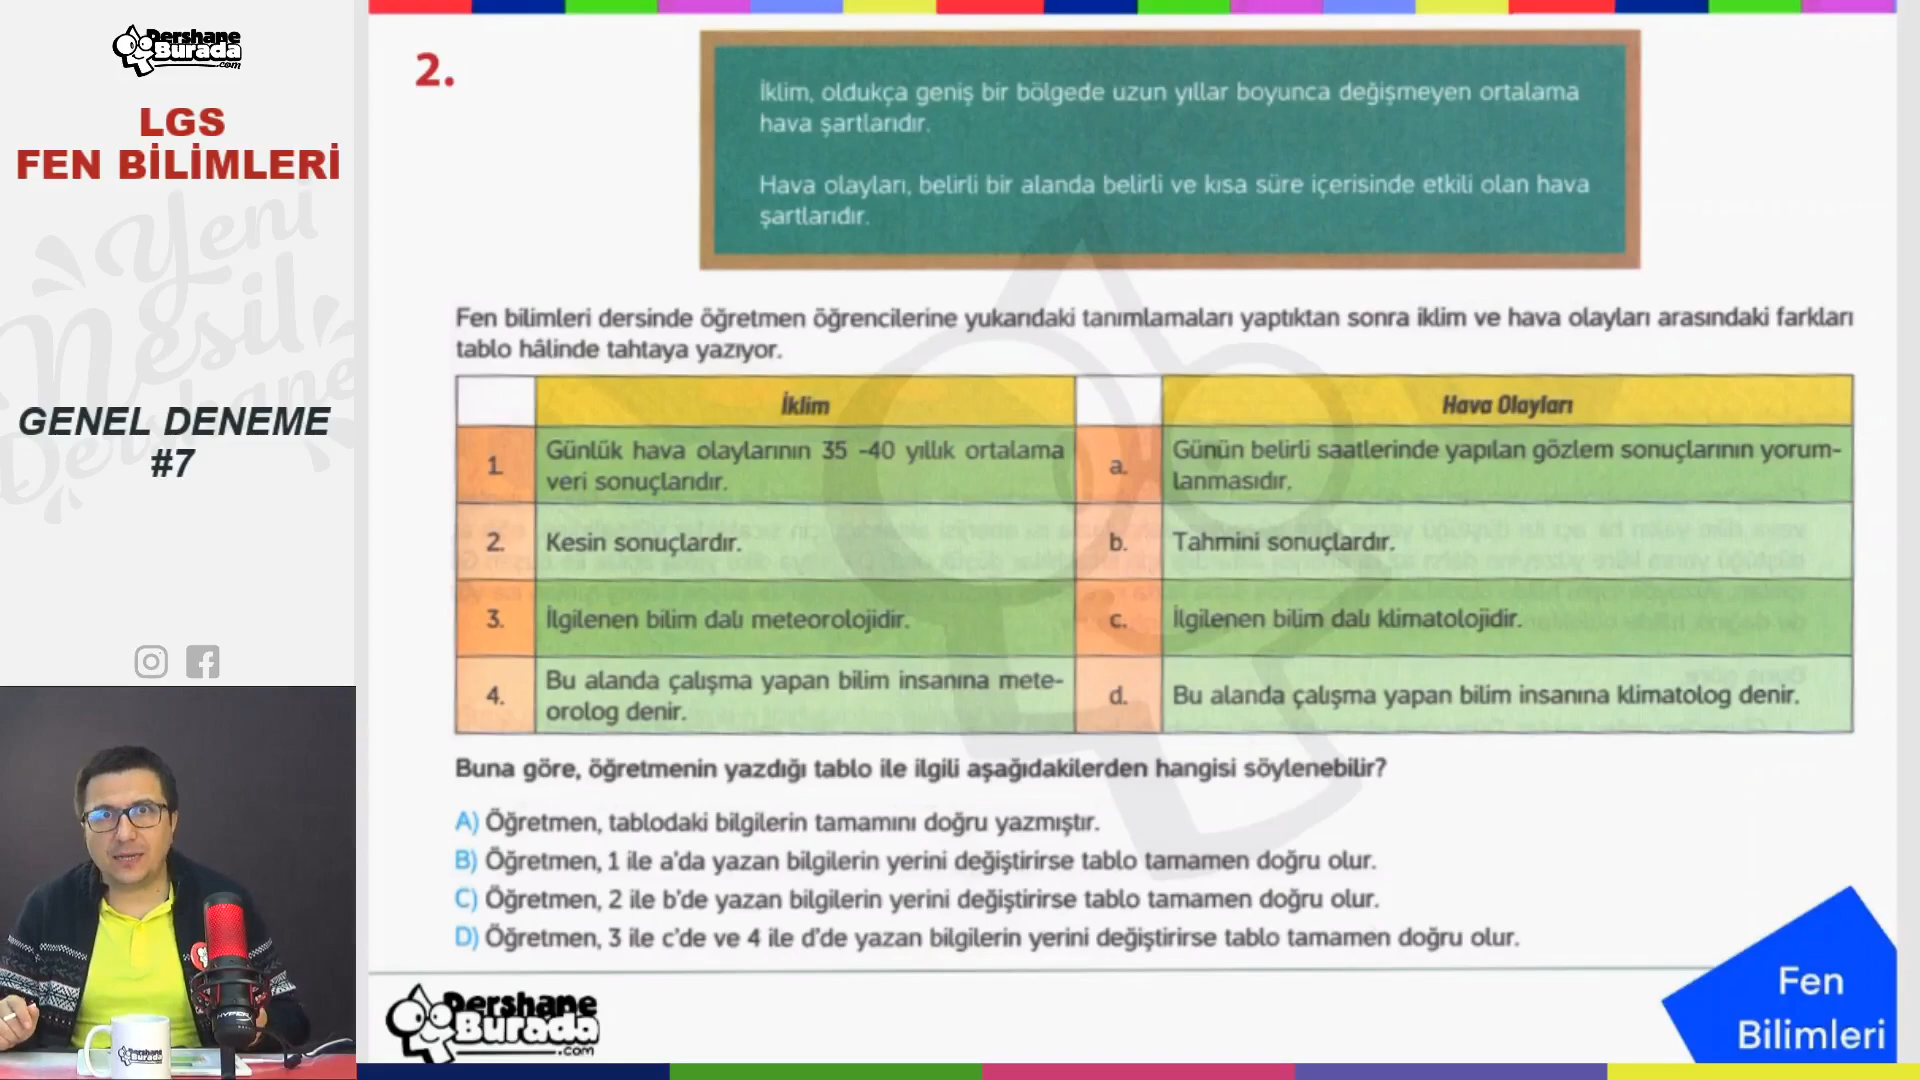 Dershane
Burada
.com
LGS
FEN BİLİMLERİ
Yeni
Nesil
Dershane
GENEL DENEME
#7
2.
İklim, oldukça geniş bir bölgede uzun yıllar boyunca değişmeyen ortalama
hava şartlarıdır.
Hava olayları, belirli bir alanda belirli ve kısa süre içerisinde etkili olan hava
şartlarıdır.
Fen bilimleri dersinde öğretmen öğrencilerine yukarıdaki tanımlamaları yaptıktan sonra iklim ve hava olayları arasındaki farkları
tablo hâlinde tahtaya yazıyor.
İklim
Hava Olayları
1.
Günlük hava olaylarının 35 -40 yıllık ortalama
veri sonuçlarıdır.
a.
Günün belirli saatlerinde yapılan gözlem sonuçlarının yorum-
lanmasıdır.
2.
Kesin sonuçlardır.
b.
Tahmini sonuçlardır.
3.
İlgilenen bilim dalı meteorolojidir.
c.
İlgilenen bilim dalı klimatolojidir.
4.
Bu alanda çalışma yapan bilim insanına mete-
orolog denir.
d.
Bu alanda çalışma yapan bilim insanına klimatolog denir.
Buna göre, öğretmenin yazdığı tablo ile ilgili aşağıdakilerden hangisi söylenebilir?
A) Öğretmen, tablodaki bilgilerin tamamını doğru yazmıştır.
B) Öğretmen, 1 ile a'da yazan bilgilerin yerini değiştirirse tablo tamamen doğru olur.
C) Öğretmen, 2 ile b'de yazan bilgilerin yerini değiştirirse tablo tamamen doğru olur.
D) Öğretmen, 3 ile c'de ve 4 ile d'de yazan bilgilerin yerini değiştirirse tablo tamamen doğru olur.
HYPERX
Dershane
Burada
Dershane
Burada
.com
Fen
Bilimleri